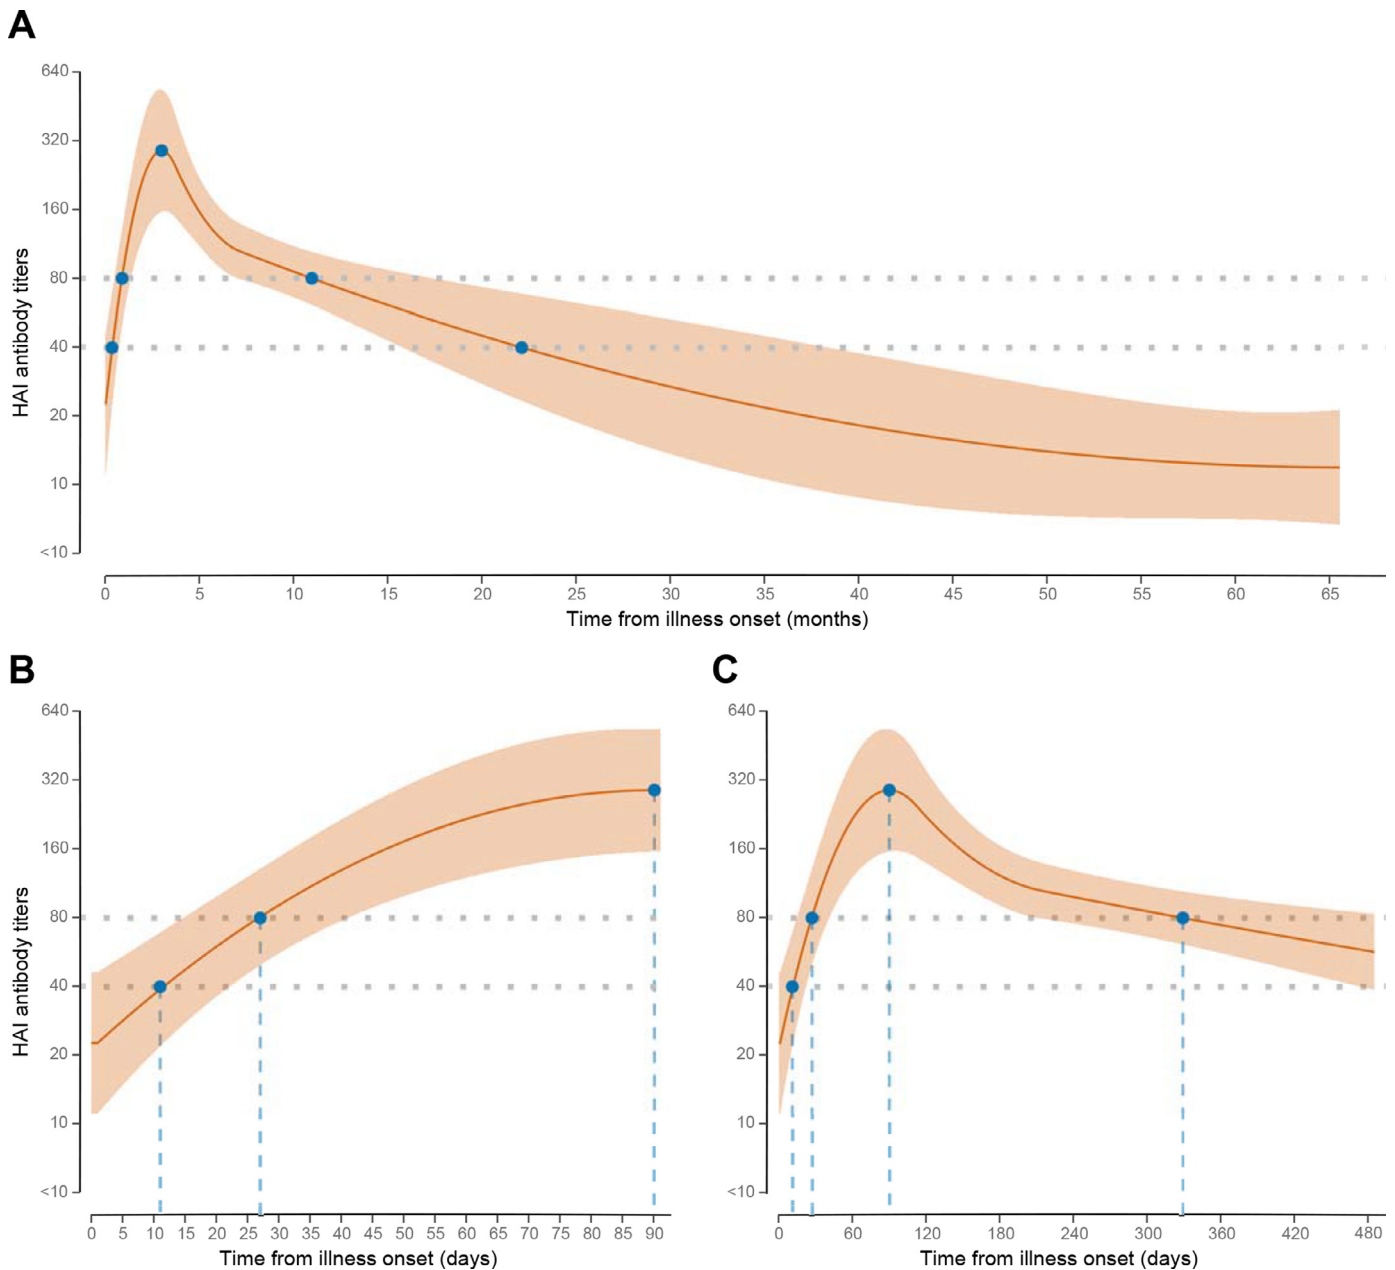 A
640
320
160
80
40
20
10
<10
HAI antibody titers
0 5 10 15 20 25 30 35 40 45 50 55 60 65
Time from illness onset (months)
B
640
320
160
80
40
20
10
<10
HAI antibody titers
0 5 10 15 20 25 30 35 40 45 50 55 60 65 70 75 80 85 90
Time from illness onset (days)
C
640
320
160
80
40
20
10
<10
0 60 120 180 240 300 360 420 480
Time from illness onset (days)